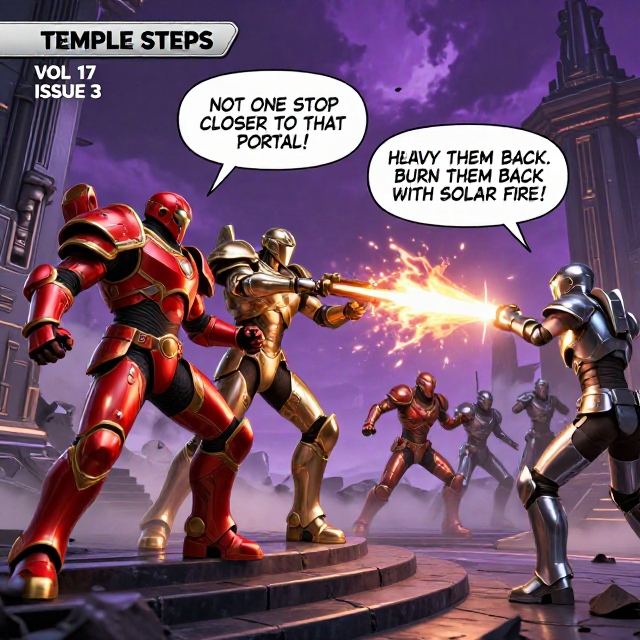 TEMPLE STEPS
VOL 17
ISSUE 3
NOT ONE STOP
CLOSER TO THAT
PORTAL!
HLAVY THEM BACK.
BURN THEM BACK
WITH SOLAR FIRE!